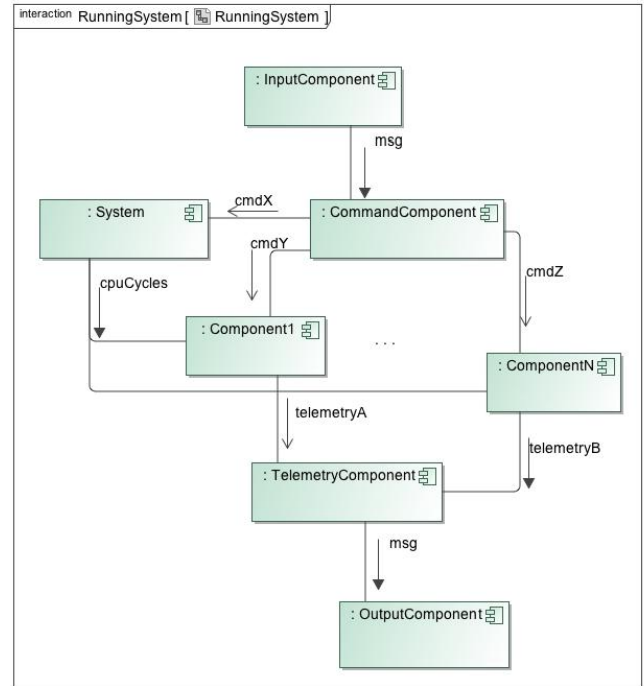 interaction RunningSystem [ RunningSystem ]
: InputComponent
msg
: System
cmdX
: CommandComponent
cmdY
cmdZ
cpuCycles
: Component1
. . .
: ComponentN
telemetryA
telemetryB
: TelemetryComponent
msg
: OutputComponent